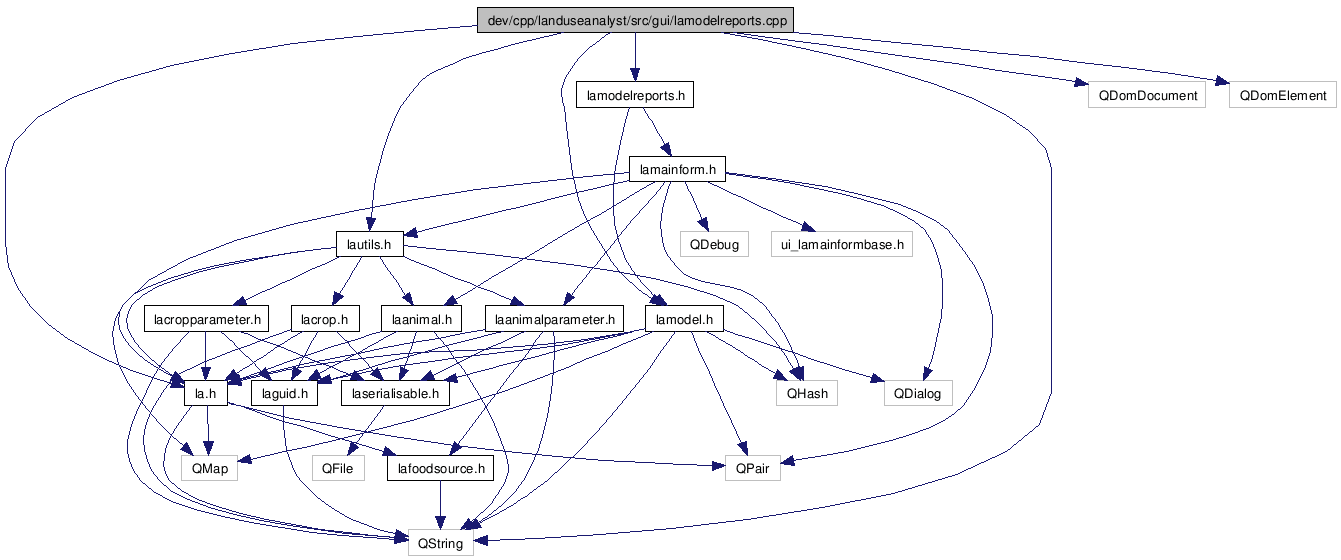 dev/cpp/landuseanalyst/src/gui/lamodelreports.cpp
lamodelreports.h
QDomDocument
QDomElement
lamainform.h
lautils.h
QDebug
ui_lamainformbase.h
lacropparameter.h
lacrop.h
laanimal.h
laanimalparameter.h
lamodel.h
la.h
laguid.h
laserialisable.h
QHash
QDialog
QMap
QFile
lafoodsource.h
QPair
QString